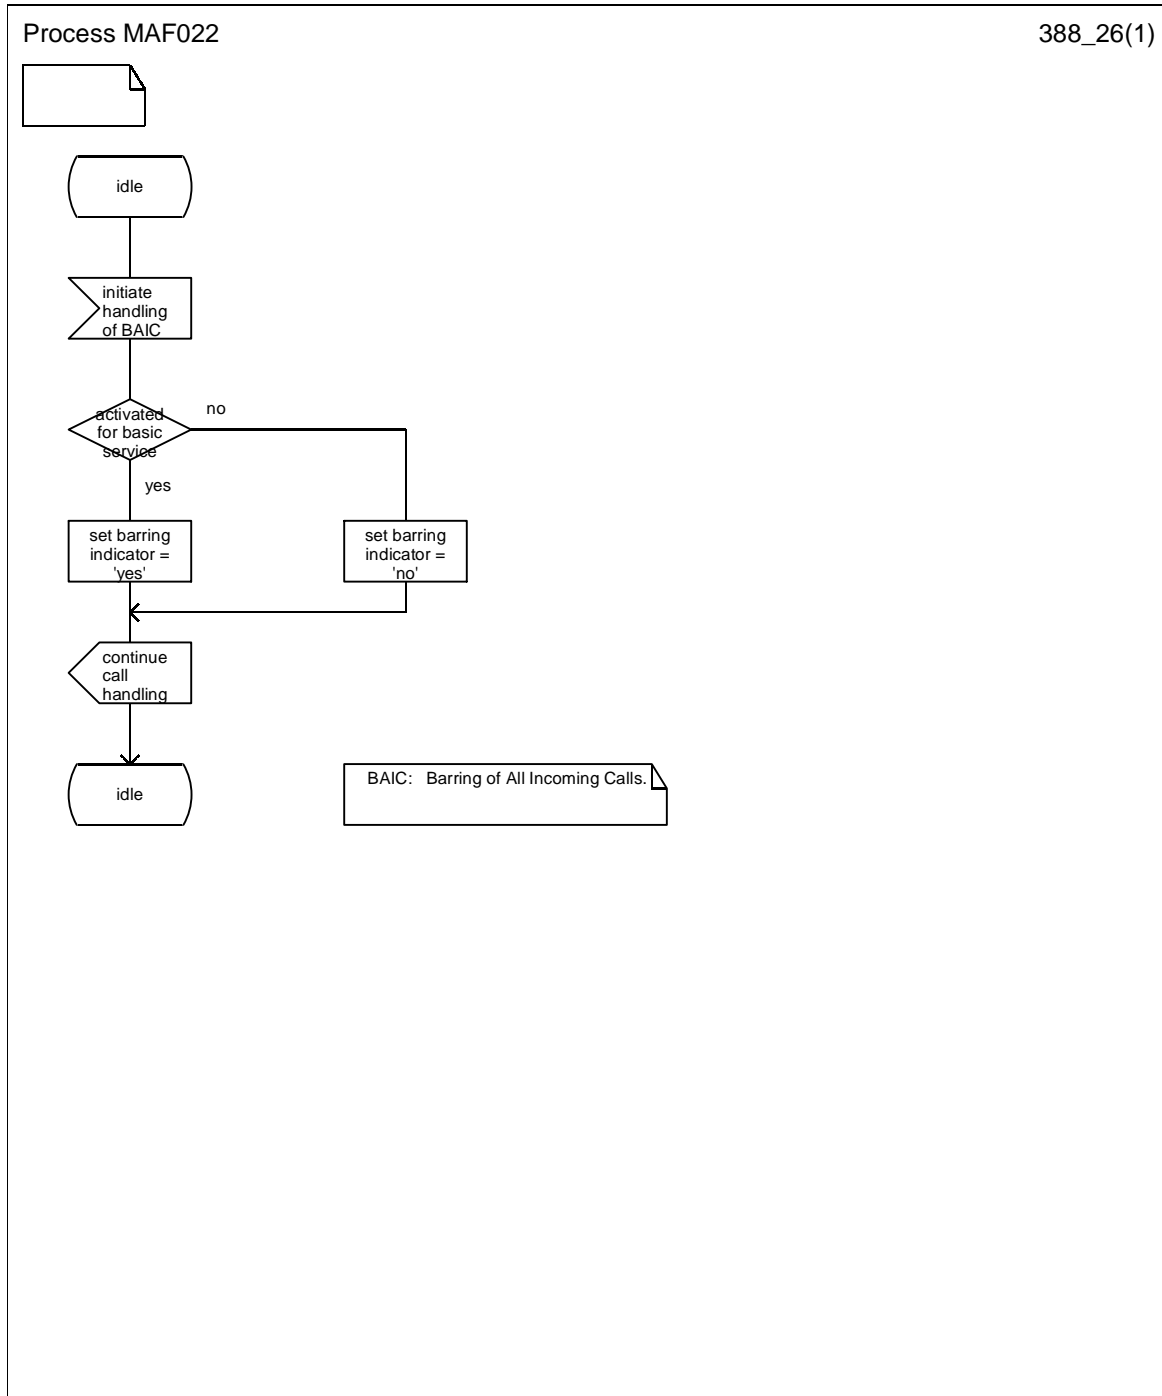 Process MAF022
388_26(1)
idle
initiate
handling
of BAIC
activated
for basic
service
no
yes
set barring
indicator =
'yes'
set barring
indicator =
'no'
continue
call
handling
idle
BAIC: Barring of All Incoming Calls.